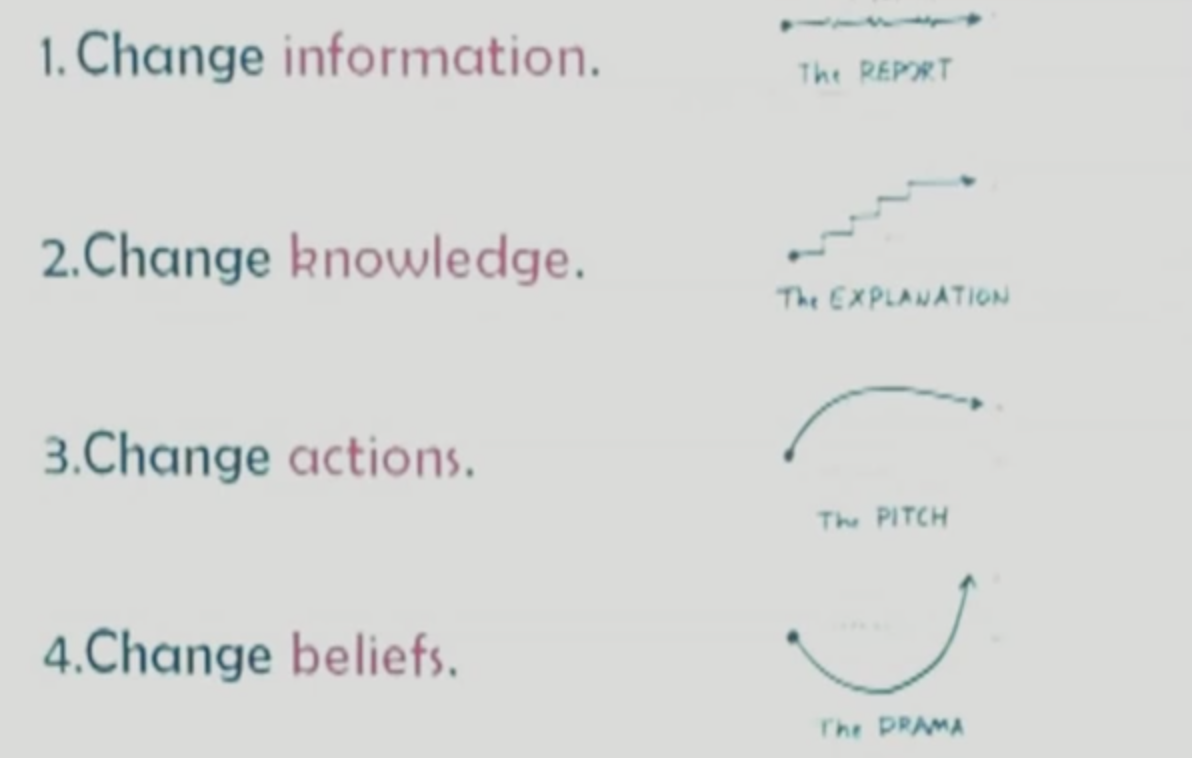 1. Change information.
The REPORT
2.Change knowledge.
The EXPLANATION
3.Change actions.
The PITCH
4.Change beliefs.
The DRAMA